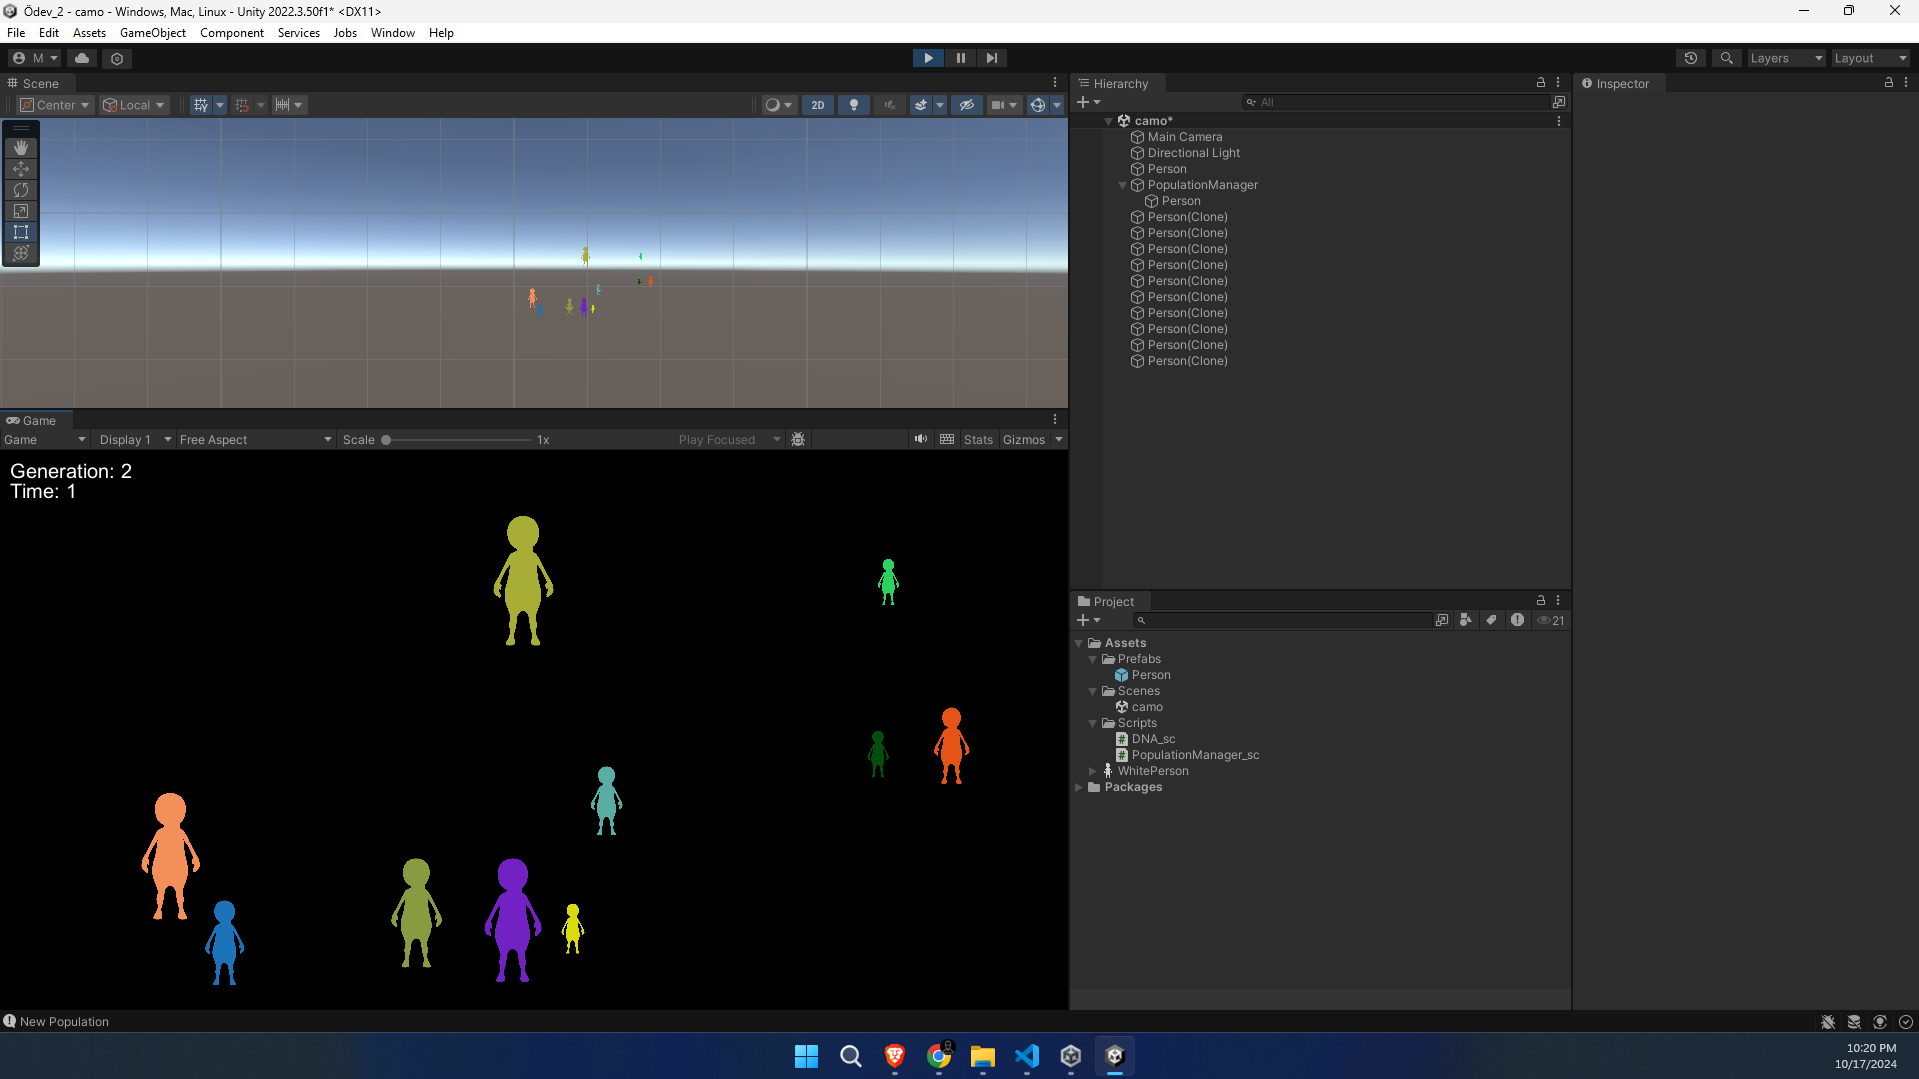 Ödev_2 - camo - Windows, Mac, Linux - Unity 2022.3.50f1* <DX11>
File Edit Assets GameObject Component Services Jobs Window Help
M
Layers
Layout
Scene
Center
Local
2D
Game
Game
Display 1
Free Aspect
Scale
1x
Play Focused
Stats
Gizmos
Generation: 2
Time: 1
Hierarchy
All
camo*
Main Camera
Directional Light
Person
PopulationManager
Person
Person(Clone)
Person(Clone)
Person(Clone)
Person(Clone)
Person(Clone)
Person(Clone)
Person(Clone)
Person(Clone)
Person(Clone)
Person(Clone)
Project
21
Assets
Prefabs
Person
Scenes
camo
Scripts
DNA_sc
PopulationManager_sc
WhitePerson
Packages
Inspector
New Population
10:20 PM
10/17/2024